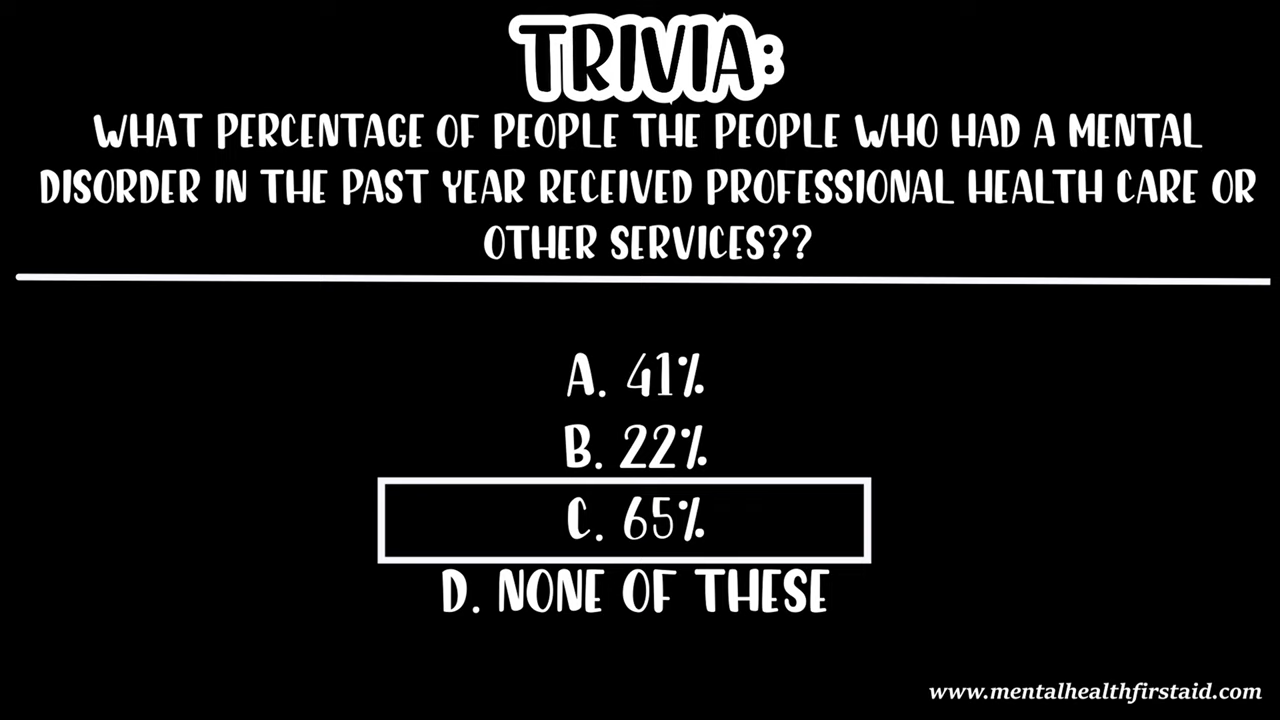 TRIVIA:
WHAT PERCENTAGE OF PEOPLE THE PEOPLE WHO HAD A MENTAL
DISORDER IN THE PAST YEAR RECEIVED PROFESSIONAL HEALTH CARE OR
OTHER SERVICES??
A. 41%
B. 22%
C. 65%
D. NONE OF THESE
www.mentalhealthfirstaid.com